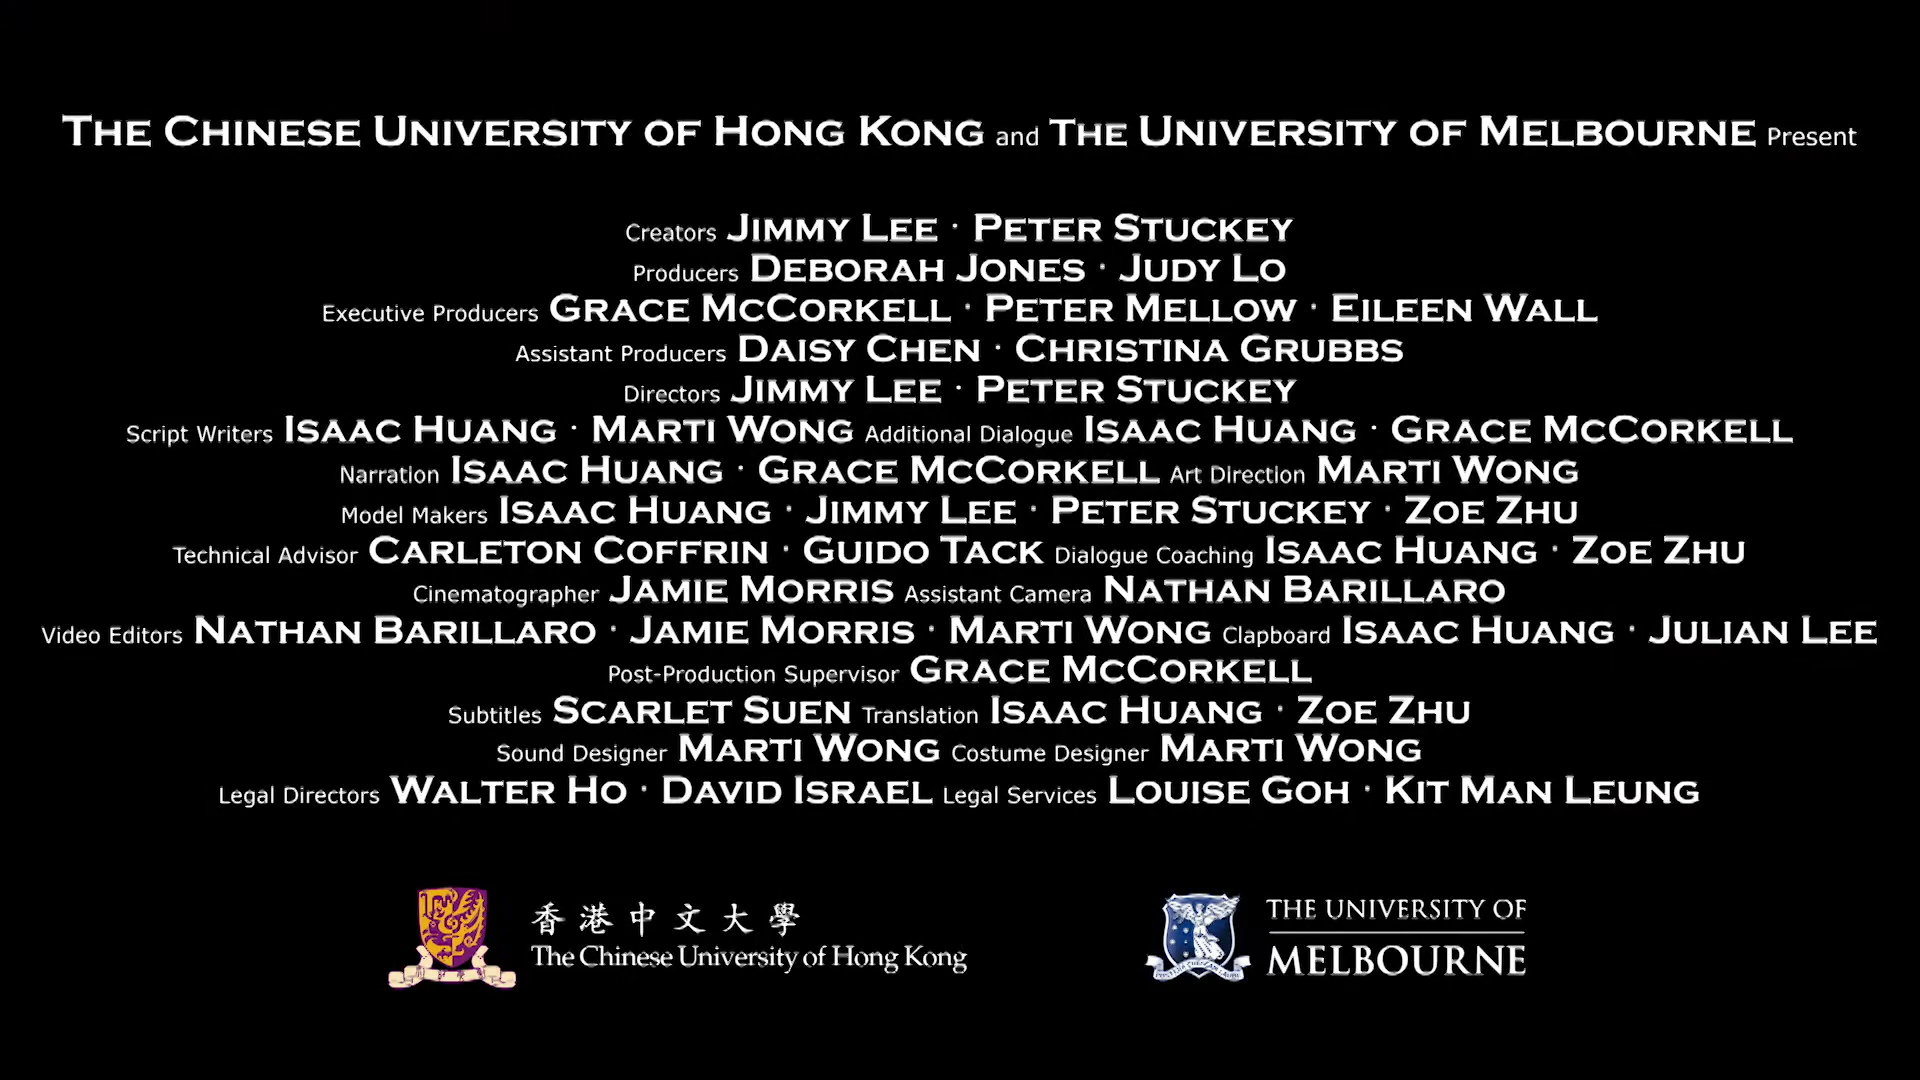 THE CHINESE UNIVERSITY OF HONG KONG and THE UNIVERSITY OF MELBOURNE Present
Creators JIMMY LEE · PETER STUCKEY
Producers DEBORAH JONES · JUDY LO
Executive Producers GRACE MCCORKELL · PETER MELLOW · EILEEN WALL
Assistant Producers DAISY CHEN · CHRISTINA GRUBBS
Directors JIMMY LEE · PETER STUCKEY
Script Writers ISAAC HUANG · MARTI WONG Additional Dialogue ISAAC HUANG · GRACE MCCORKELL
Narration ISAAC HUANG · GRACE MCCORKELL Art Direction MARTI WONG
Model Makers ISAAC HUANG · JIMMY LEE · PETER STUCKEY · ZOE ZHU
Technical Advisor CARLETON COFFRIN · GUIDO TACK Dialogue Coaching ISAAC HUANG · ZOE ZHU
Cinematographer JAMIE MORRIS Assistant Camera NATHAN BARILLARO
Video Editors NATHAN BARILLARO · JAMIE MORRIS · MARTI WONG Clapboard ISAAC HUANG · JULIAN LEE
Post-Production Supervisor GRACE MCCORKELL
Subtitles SCARLET SUEN Translation ISAAC HUANG · ZOE ZHU
Sound Designer MARTI WONG Costume Designer MARTI WONG
Legal Directors WALTER HO · DAVID ISRAEL Legal Services LOUISE GOH · KIT MAN LEUNG
香港中文大學
The Chinese University of Hong Kong
THE UNIVERSITY OF
MELBOURNE